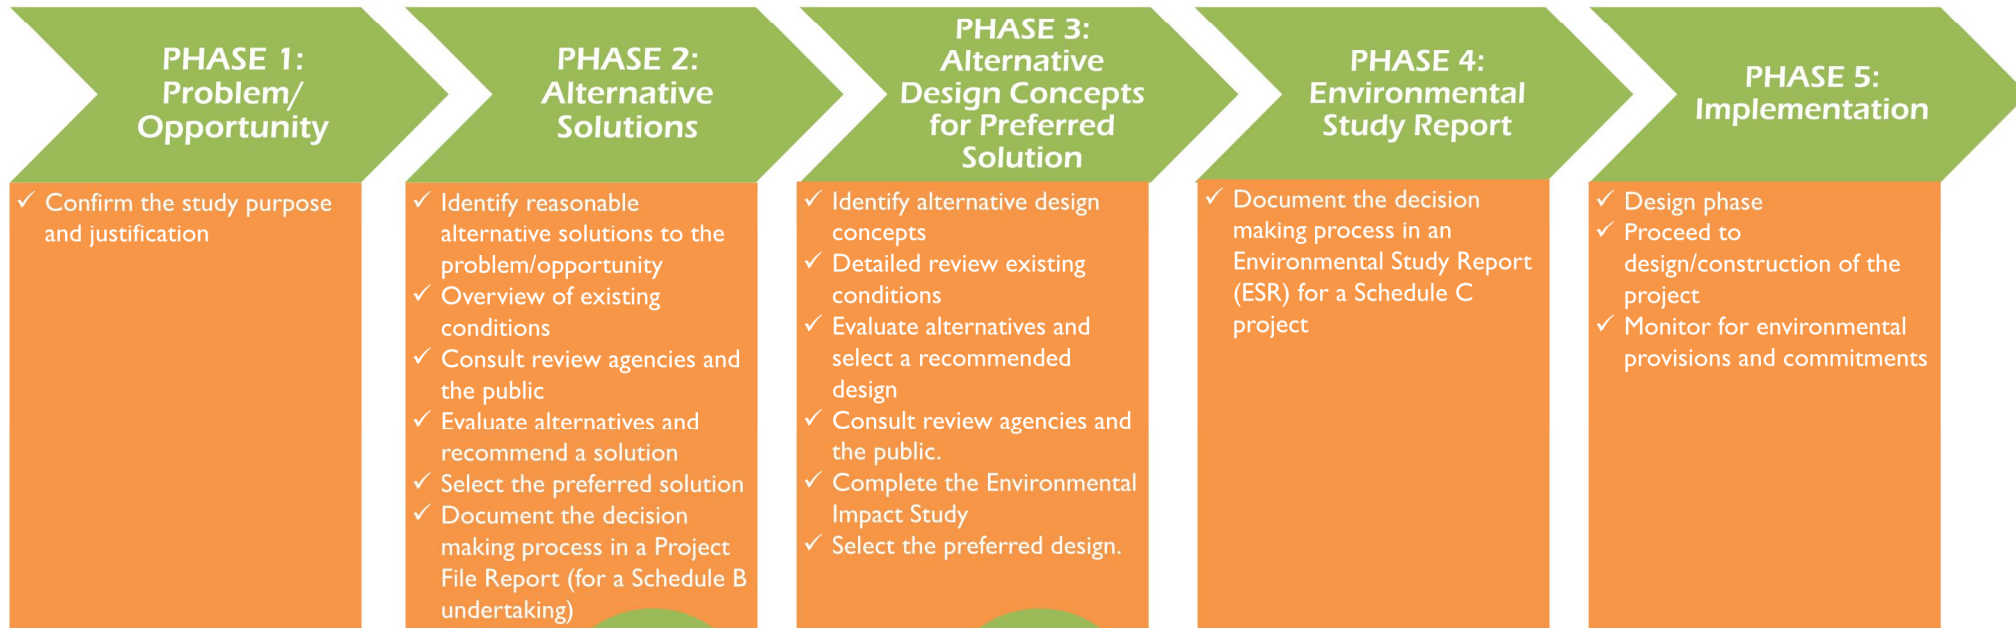 PHASE 1:
Problem/
Opportunity
✓ Confirm the study purpose
and justification
PHASE 2:
Alternative
Solutions
✓ Identify reasonable
alternative solutions to the
problem/opportunity
✓ Overview of existing
conditions
✓ Consult review agencies and
the public
✓ Evaluate alternatives and
recommend a solution
✓ Select the preferred solution
✓ Document the decision
making process in a Project
File Report (for a Schedule B
undertaking)
PHASE 3:
Alternative
Design Concepts
for Preferred
Solution
✓ Identify alternative design
concepts
✓ Detailed review existing
conditions
✓ Evaluate alternatives and
select a recommended
design
✓ Consult review agencies and
the public.
✓ Complete the Environmental
Impact Study
✓ Select the preferred design.
PHASE 4:
Environmental
Study Report
✓ Document the decision
making process in an
Environmental Study Report
(ESR) for a Schedule C
project
PHASE 5:
Implementation
✓ Design phase
✓ Proceed to
design/construction of the
project
✓ Monitor for environmental
provisions and commitments